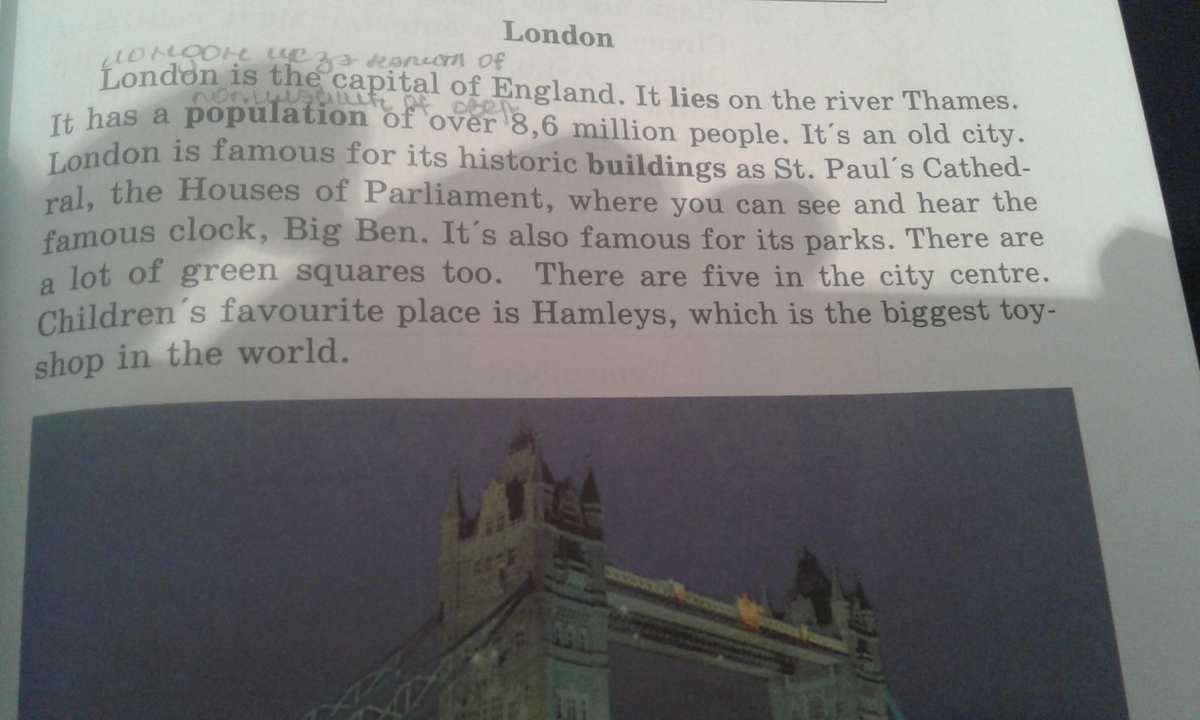 London
лондон ис зэ of
London is the capital of England. It lies on the river Thames.
It has a population of over 8,6 million people. It´s an old city.
London is famous for its historic buildings as St. Paul´s Cathed-
ral, the Houses of Parliament, where you can see and hear the
famous clock, Big Ben. It´s also famous for its parks. There are
a lot of green squares too. There are five in the city centre.
Children´s favourite place is Hamleys, which is the biggest toy-
shop in the world.